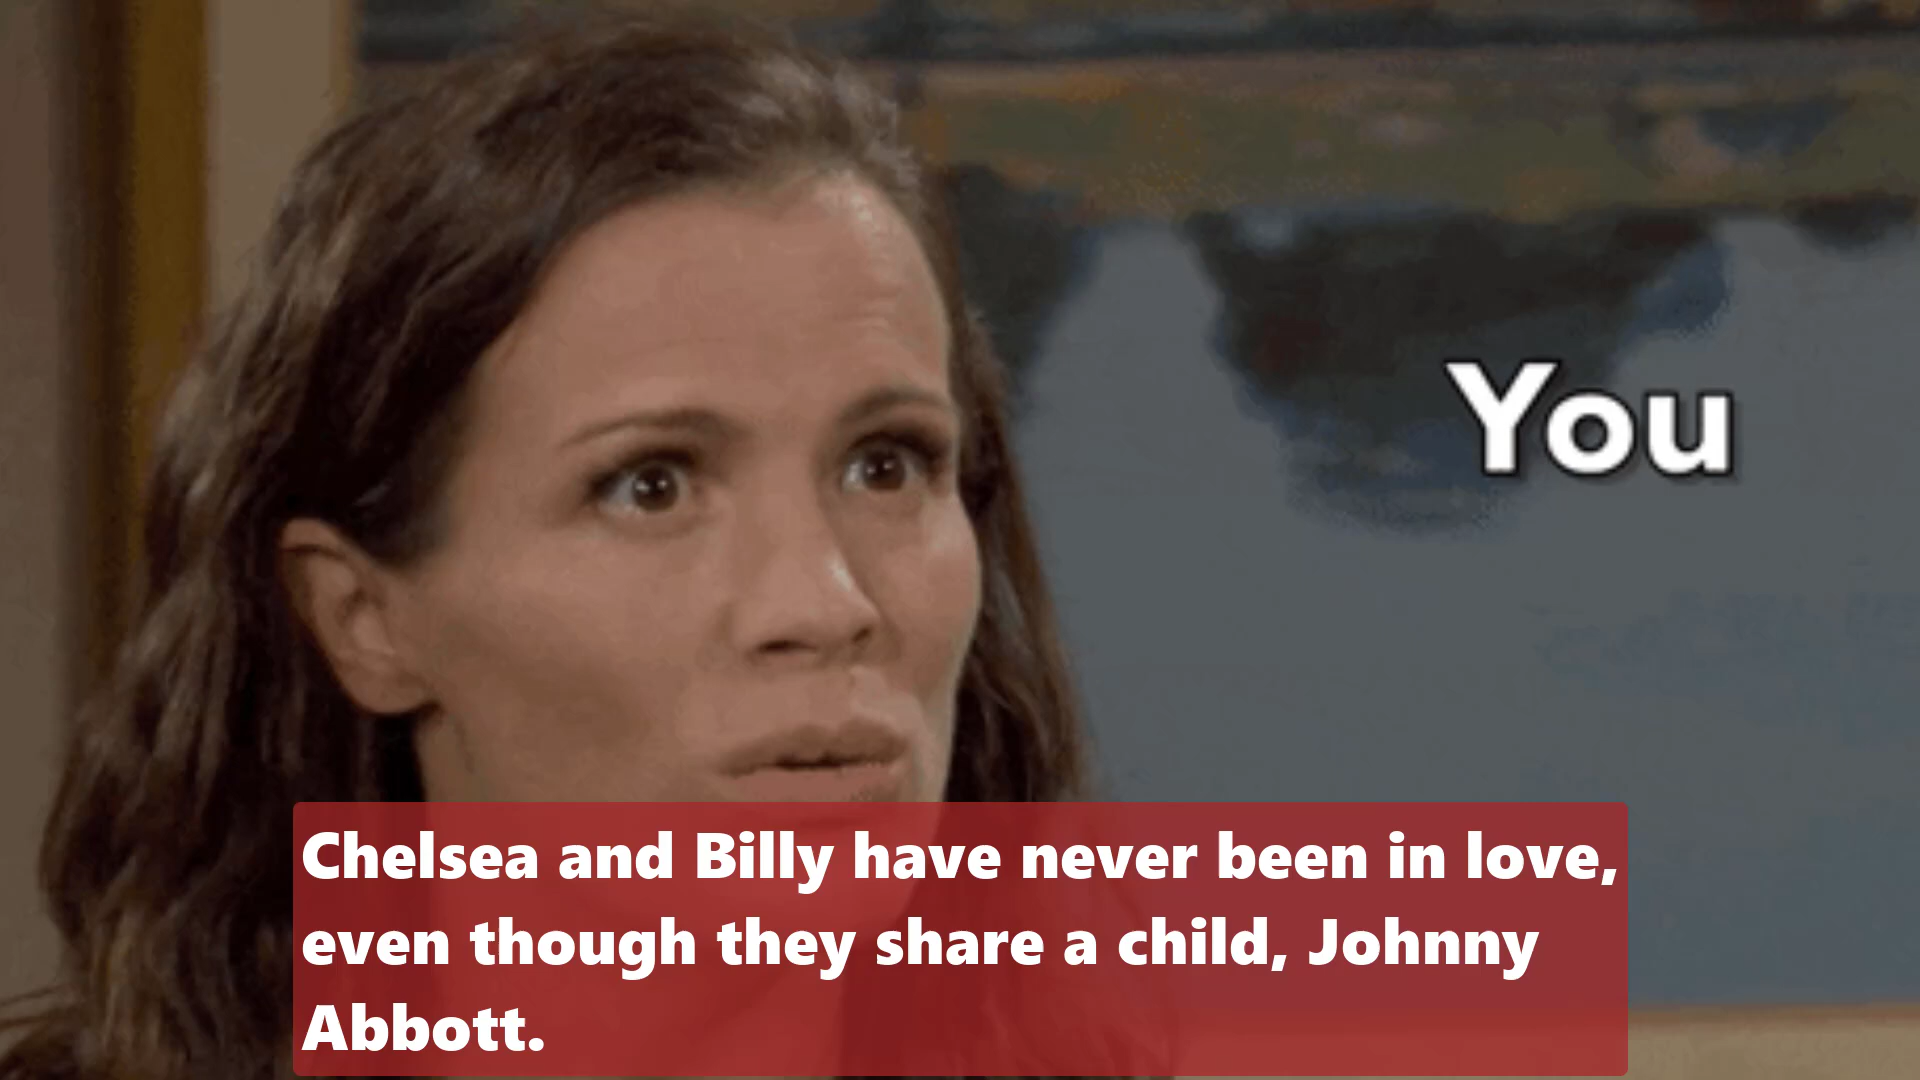 You
Chelsea and Billy have never been in love,
even though they share a child, Johnny
Abbott.